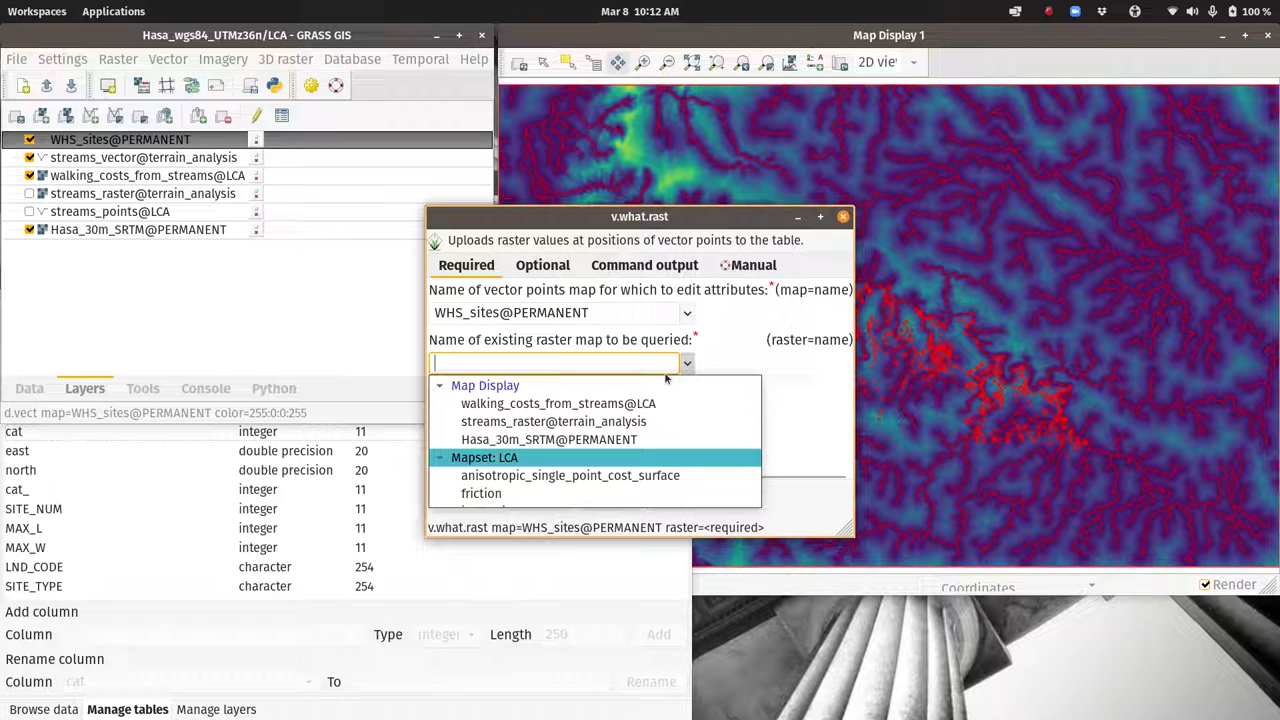 Workspaces Applications Mar 8 10:12 AM 100 %
Hasa_wgs84_UTMz36n/LCA - GRASS GIS
File Settings Raster Vector Imagery 3D raster Database Temporal Help
WHS_sites@PERMANENT
streams_vector@terrain_analysis
walking_costs_from_streams@LCA
streams_raster@terrain_analysis
streams_points@LCA
Hasa_30m_SRTM@PERMANENT
Data Layers Tools Console Python
d.vect map=WHS_sites@PERMANENT color=255:0:255
cat integer 11
east double precision 20
north double precision 20
cat_ integer 11
SITE_NUM integer 11
MAX_L integer 11
MAX_W integer 11
LND_CODE character 254
SITE_TYPE character 254
Add column
Column Type integer Length 250 Add
Rename column
Column cat To Rename
Browse data Manage tables Manage layers
Map Display 1
2D vie
v.what.rast
Uploads raster values at positions of vector points to the table.
Required Optional Command output Manual
Name of vector points map for which to edit attributes:* (map=name)
WHS_sites@PERMANENT
Name of existing raster map to be queried:* (raster=name)
Map Display
walking_costs_from_streams@LCA
streams_raster@terrain_analysis
Hasa_30m_SRTM@PERMANENT
Mapset: LCA
anisotropic_single_point_cost_surface
friction
v.what.rast map=WHS_sites@PERMANENT raster=<required>
Coordinates Render